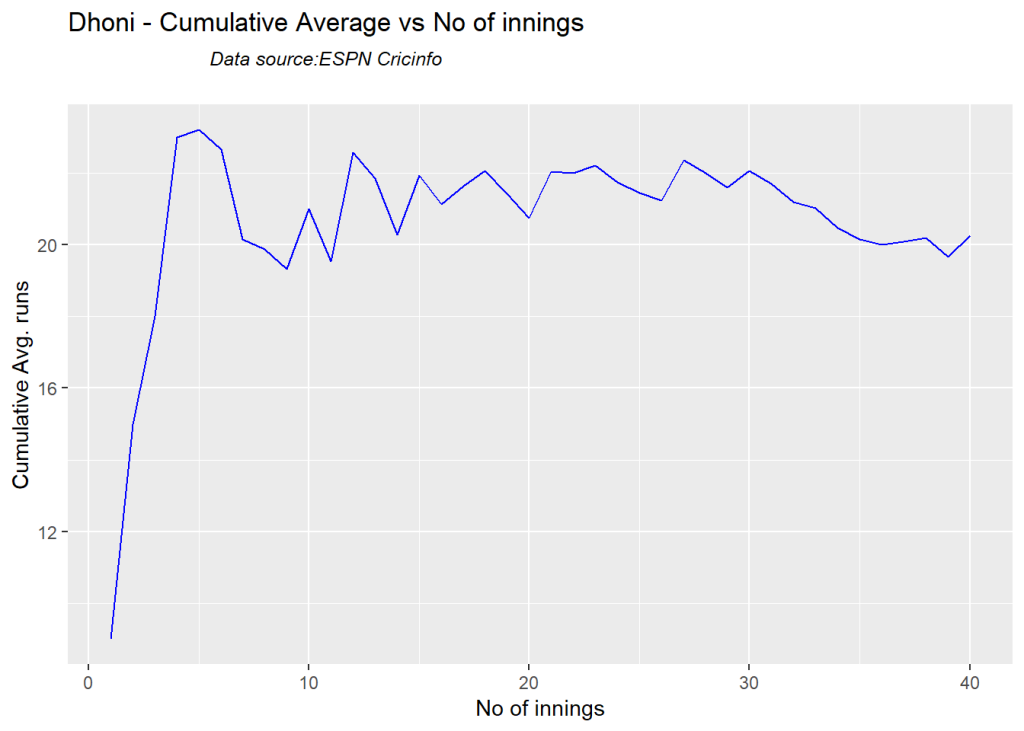 Dhoni - Cumulative Average vs No of innings
Data source:ESPN Cricinfo
Cumulative Avg. runs
20
16
12
0 10 20 30 40
No of innings